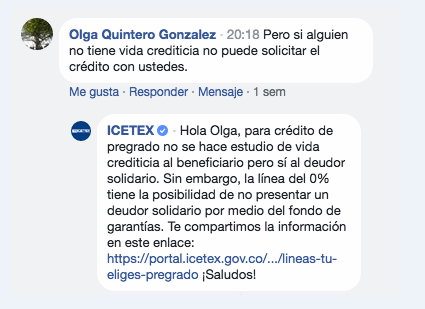 Olga Quintero Gonzalez · 20:18 Pero si alguien
no tiene vida crediticia no puede solicitar el
crédito con ustedes.
Me gusta · Responder · Mensaje · 1 sem
ICETEX
ICETEX · Hola Olga, para crédito de
pregrado no se hace estudio de vida
crediticia al beneficiario pero sí al deudor
solidario. Sin embargo, la línea del 0%
tiene la posibilidad de no presentar un
deudor solidario por medio del fondo de
garantías. Te compartimos la información
en este enlace:
https://portal.icetex.gov.co/.../lineas-tu-
eliges-pregrado ¡Saludos!